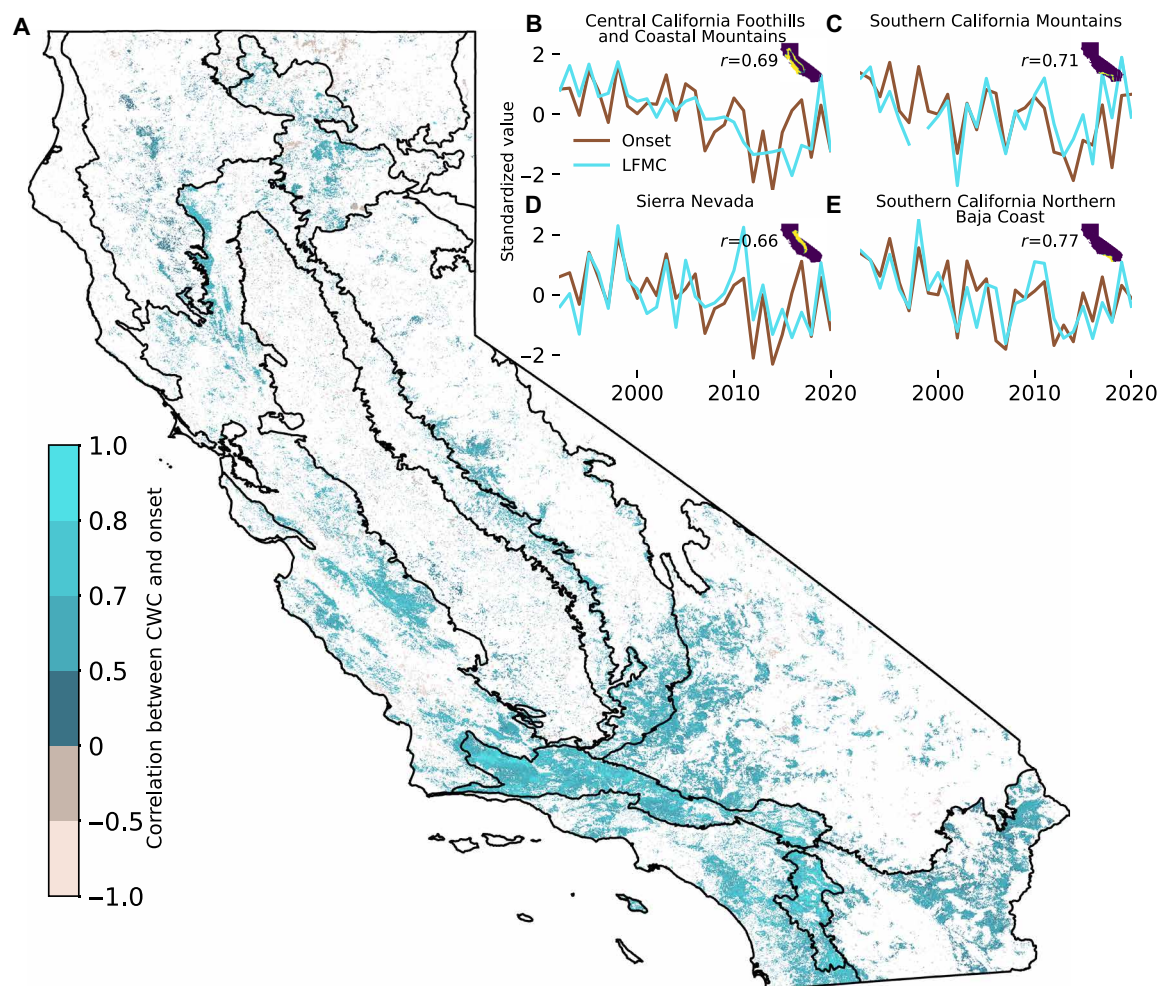 A
B
Central California Foothills
and Coastal Mountains
r=0.69
C
Southern California Mountains
r=0.71
2
0
−2
Standardized value
Onset
LFMC
D
Sierra Nevada
r=0.66
E
Southern California Northern
Baja Coast
r=0.77
2
0
−2
2000
2010
2020
2000
2010
2020
1.0
0.8
0.7
0.5
0
−0.5
−1.0
Correlation between CWC and onset